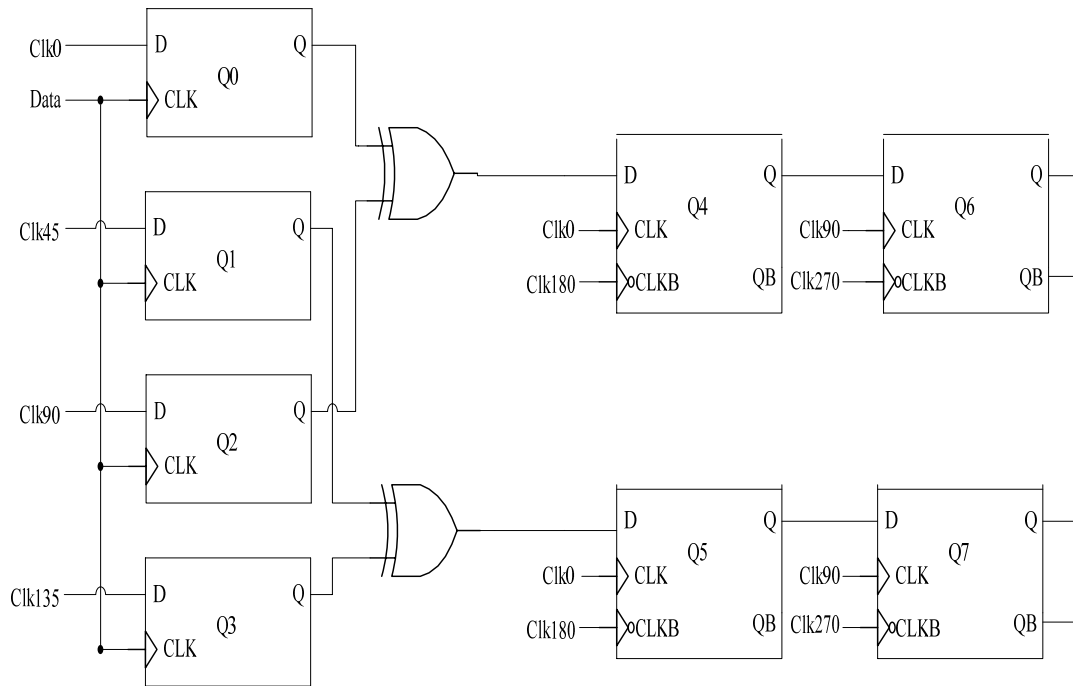 Clk0
D
Q
Q0
Data
CLK
Clk45
D
Q
Q1
CLK
Clk90
D
Q
Q2
CLK
Clk135
D
Q
Q3
CLK
D
Q
Q4
Clk0
CLK
Clk180
CLKB
QB
D
Q
Q6
Clk90
CLK
Clk270
CLKB
QB
D
Q
Q5
Clk0
CLK
Clk180
CLKB
QB
D
Q
Q7
Clk90
CLK
Clk270
CLKB
QB